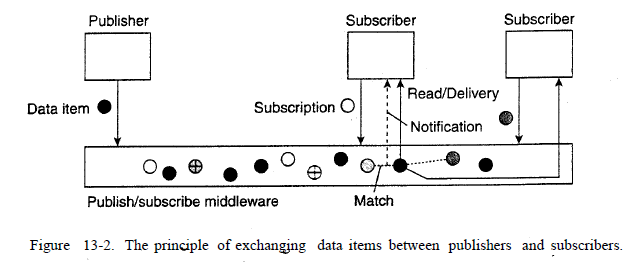 Publisher
Subscriber
Subscriber
Data item
Subscription
Read/Delivery
Notification
Publish/subscribe middleware
Match
Figure 13-2. The principle of exchanging data items between publishers and subscribers.